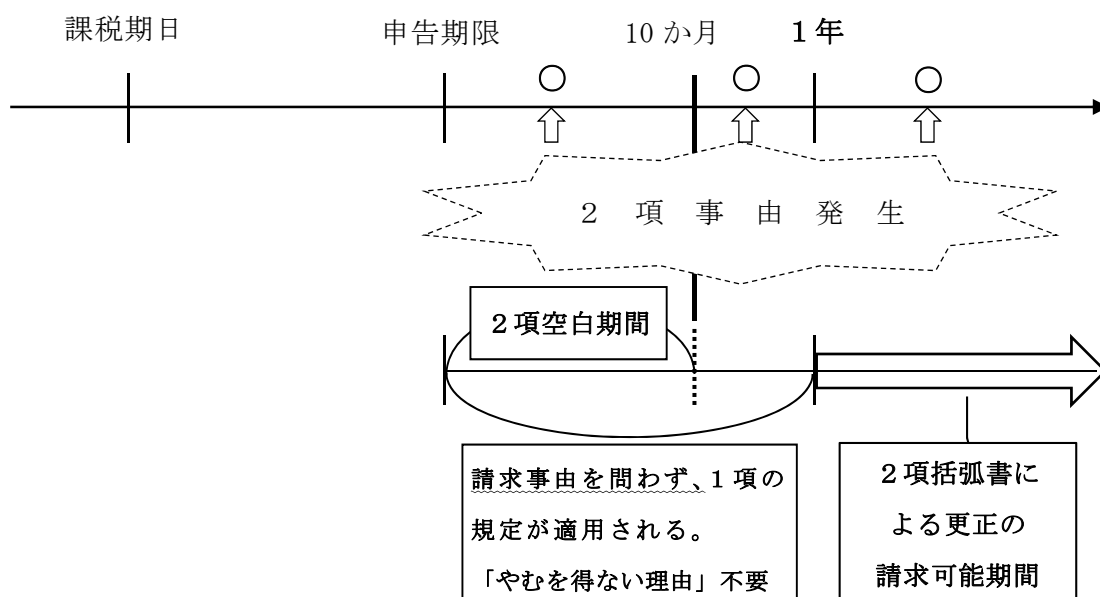 課税期日
申告期限
10か月
１年
○ ○ ○
２項事由発生
２項空白期間
請求事由を問わず、１項の
規定が適用される。
「やむを得ない理由」不要
２項括弧書に
よる更正の
請求可能期間